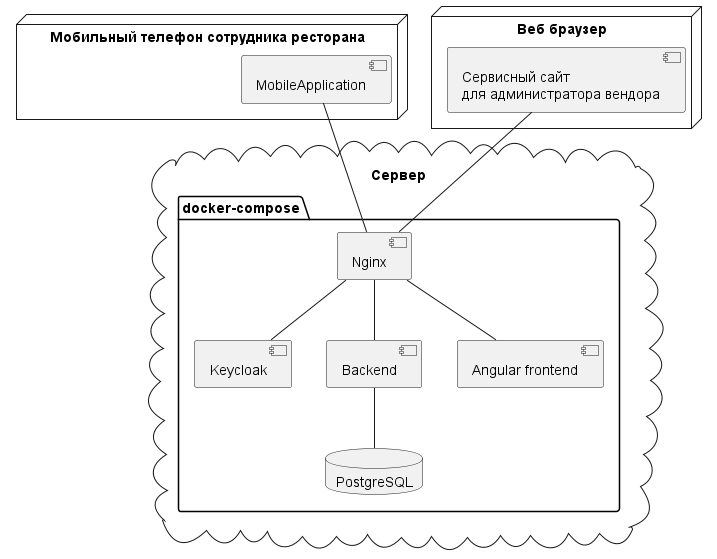 Мобильный телефон сотрудника ресторана
MobileApplication
Веб браузер
Сервисный сайт
для администратора вендора
Сервер
docker-compose
Nginx
Keycloak
Backend
Angular frontend
PostgreSQL